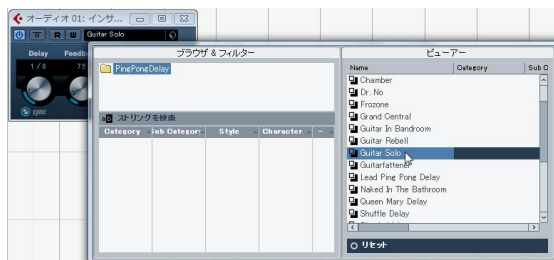 オーディオ 01: インサ...
R W Guitar Solo
Delay Feedb
1/8 75
sync
ブラウザ & フィルター
PingPongDelay
ストリングを検索
Category Sub Categor: Style Character -
ビューアー
Name Category Sub C
Chamber
Dr. No
Frozone
Grand Central
Guitar In Bandroom
Guitar Rebell
Guitar Solo
Guitarfattener
Lead Ping Pong Delay
Naked In The Bathroom
Queen Mary Delay
Shuffle Delay
リセット